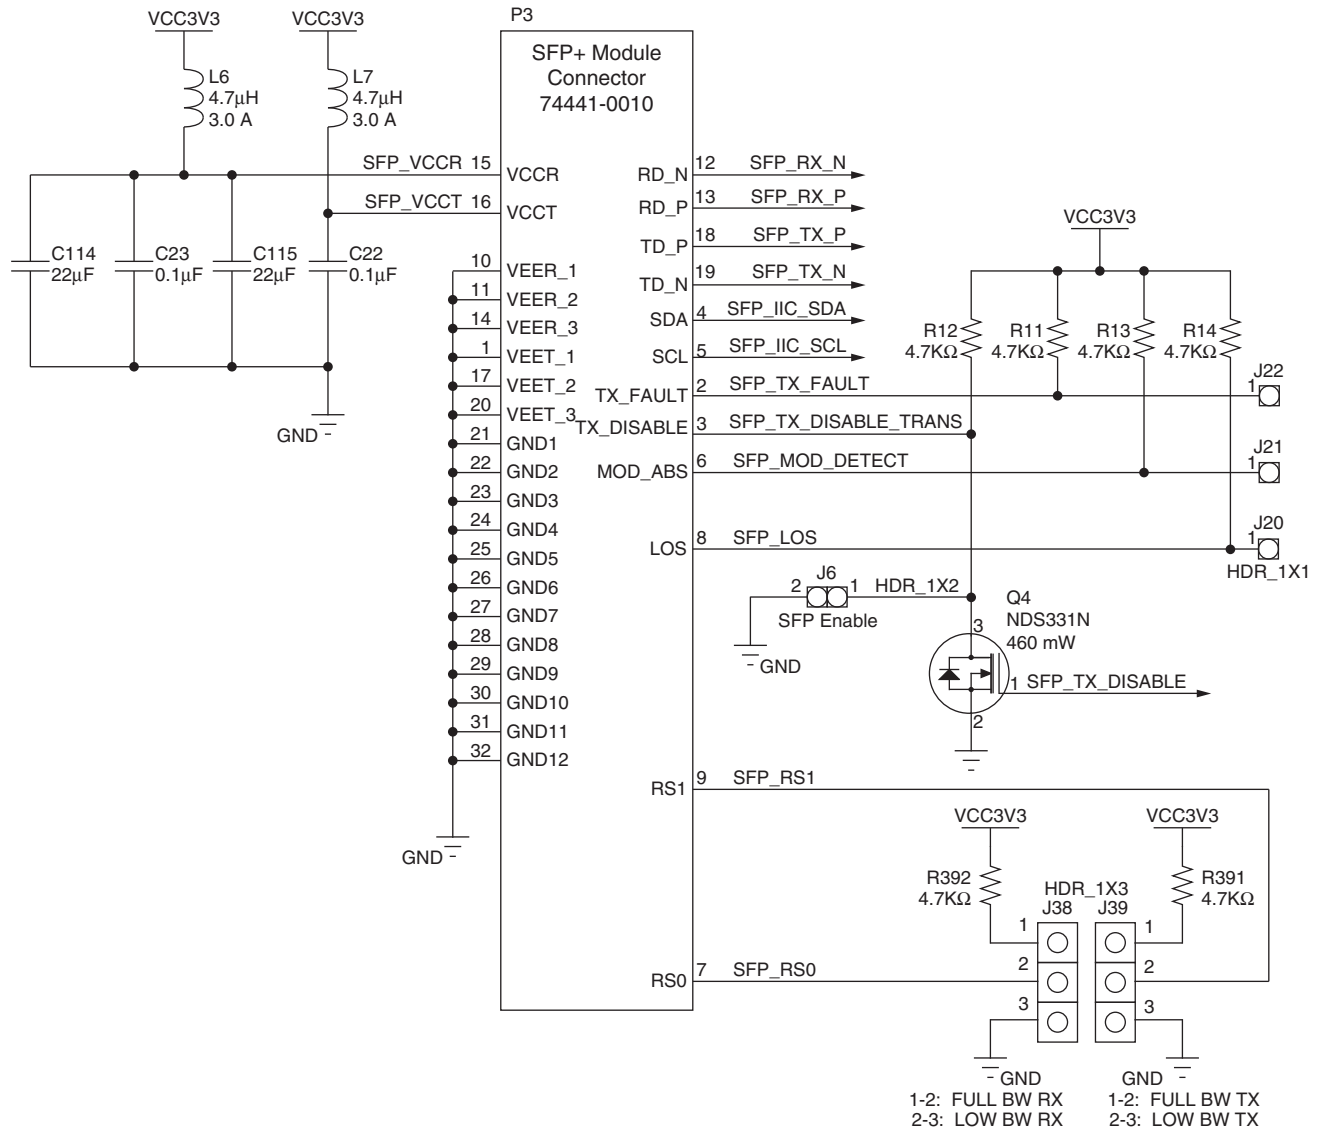 VCC3V3
VCC3V3
P3
SFP+ Module
Connector
74441-0010
L6
4.7µH
3.0 A
L7
4.7µH
3.0 A
SFP_VCCR 15 VCCR
SFP_VCCT 16 VCCT
C114
22µF
C23
0.1µF
C115
22µF
C22
0.1µF
GND
10 VEER_1
11 VEER_2
14 VEER_3
1 VEET_1
17 VEET_2
20 VEET_3
21 GND1
22 GND2
23 GND3
24 GND4
25 GND5
26 GND6
27 GND7
28 GND8
29 GND9
30 GND10
31 GND11
32 GND12
GND
RD_N 12 SFP_RX_N
RD_P 13 SFP_RX_P
TD_P 18 SFP_TX_P
TD_N 19 SFP_TX_N
SDA 4 SFP_IIC_SDA
SCL 5 SFP_IIC_SCL
TX_FAULT 2 SFP_TX_FAULT
TX_DISABLE 3 SFP_TX_DISABLE_TRANS
MOD_ABS 6 SFP_MOD_DETECT
LOS 8 SFP_LOS
VCC3V3
R12
4.7KΩ
R11
4.7KΩ
R13
4.7KΩ
R14
4.7KΩ
J22
1
J21
1
J20
1
HDR_1X1
J6
2 1 HDR_1X2
SFP Enable
GND
Q4
NDS331N
460 mW
3
1 SFP_TX_DISABLE
2
RS1 9 SFP_RS1
VCC3V3
VCC3V3
R392
4.7KΩ
HDR_1X3
J38 J39
R391
4.7KΩ
1 1
RS0 7 SFP_RS0 2 2
3 3
GND
GND
1-2: FULL BW RX
2-3: LOW BW RX
1-2: FULL BW TX
2-3: LOW BW TX